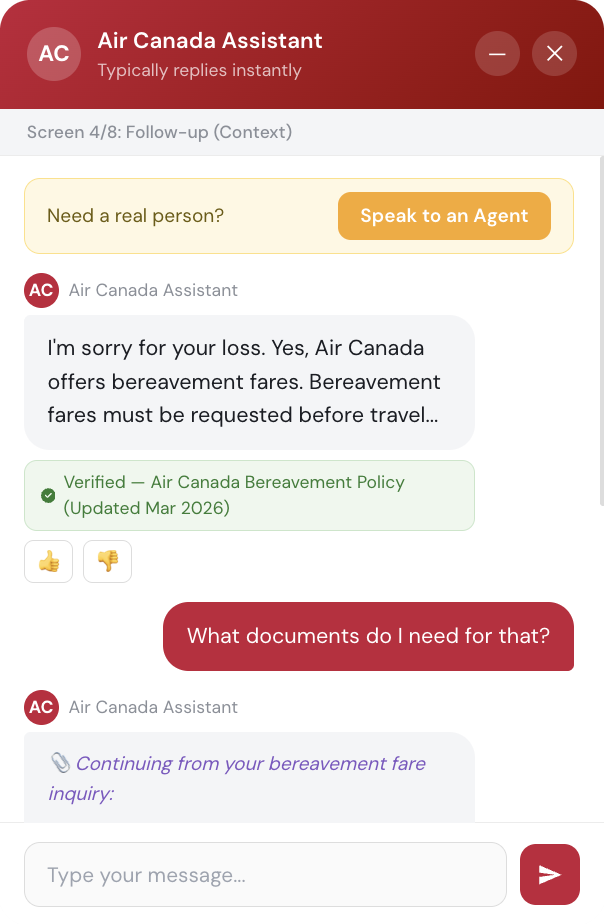 AC
Air Canada Assistant
Typically replies instantly
Screen 4/8: Follow-up (Context)
Need a real person?
Speak to an Agent
AC
Air Canada Assistant
I'm sorry for your loss. Yes, Air Canada
offers bereavement fares. Bereavement
fares must be requested before travel...
Verified — Air Canada Bereavement Policy
(Updated Mar 2026)
What documents do I need for that?
AC
Air Canada Assistant
Continuing from your bereavement fare
inquiry:
Type your message...